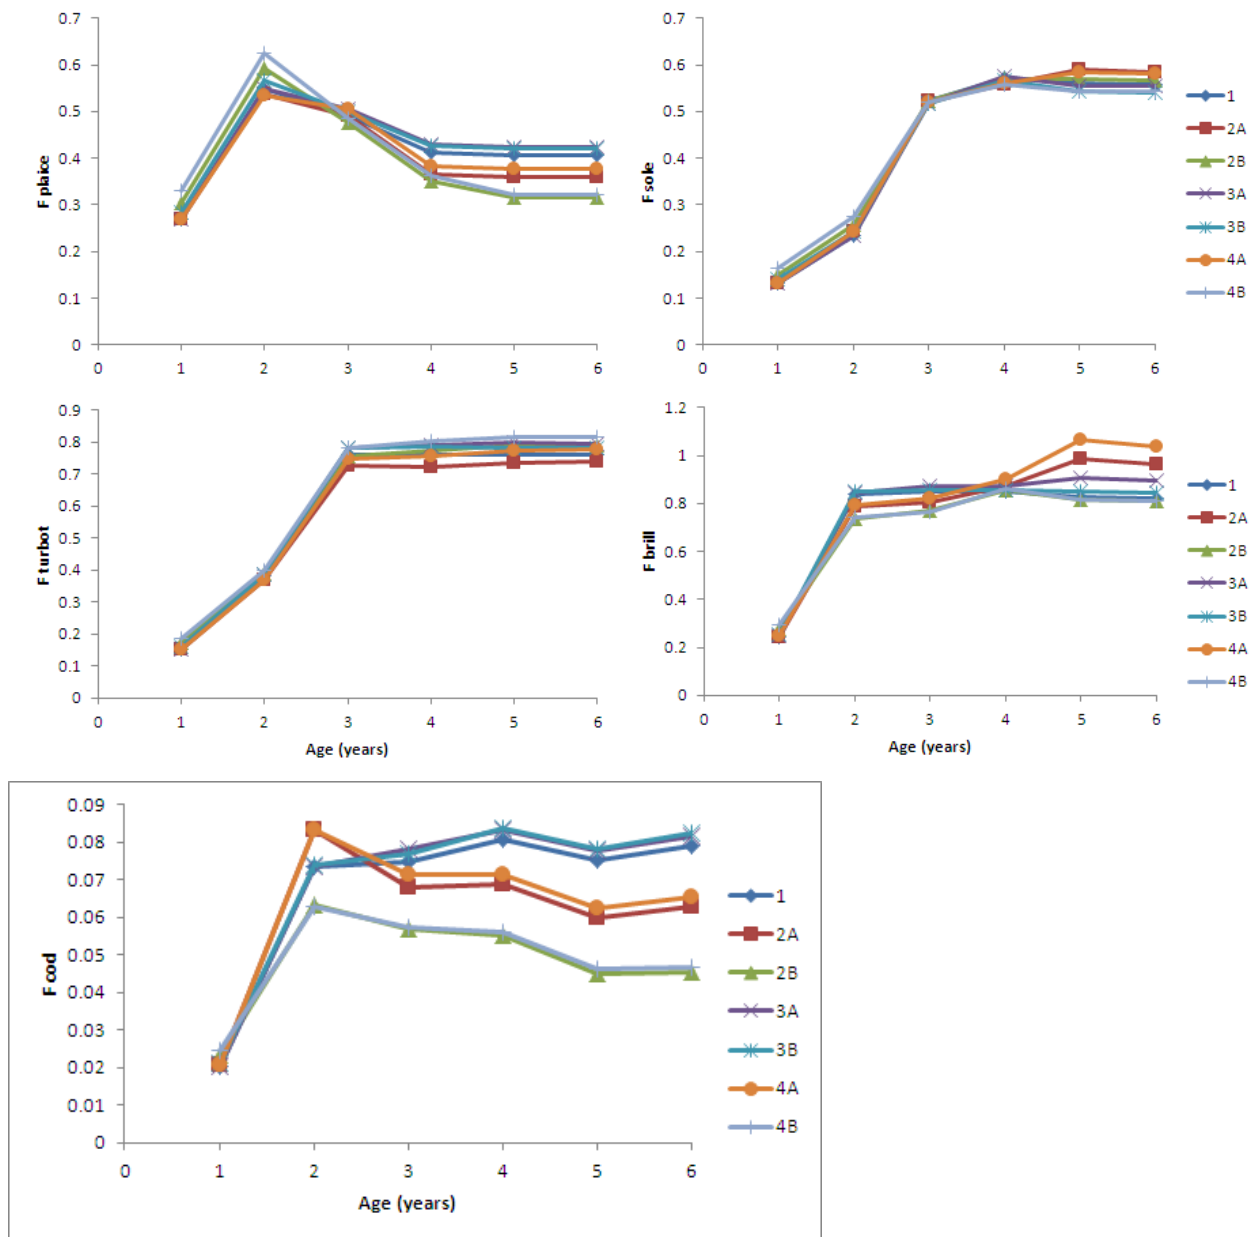 F plaice
0.7
0.6
0.5
0.4
0.3
0.2
0.1
0
0 1 2 3 4 5 6
F sole
0.7
0.6
0.5
0.4
0.3
0.2
0.1
0
0 1 2 3 4 5 6
1
2A
2B
3A
3B
4A
4B
F turbot
0.9
0.8
0.7
0.6
0.5
0.4
0.3
0.2
0.1
0
0 1 2 3 4 5 6
Age (years)
F brill
1.2
1
0.8
0.6
0.4
0.2
0
0 1 2 3 4 5 6
Age (years)
1
2A
2B
3A
3B
4A
4B
F cod
0.09
0.08
0.07
0.06
0.05
0.04
0.03
0.02
0.01
0
0 1 2 3 4 5 6
Age (years)
1
2A
2B
3A
3B
4A
4B